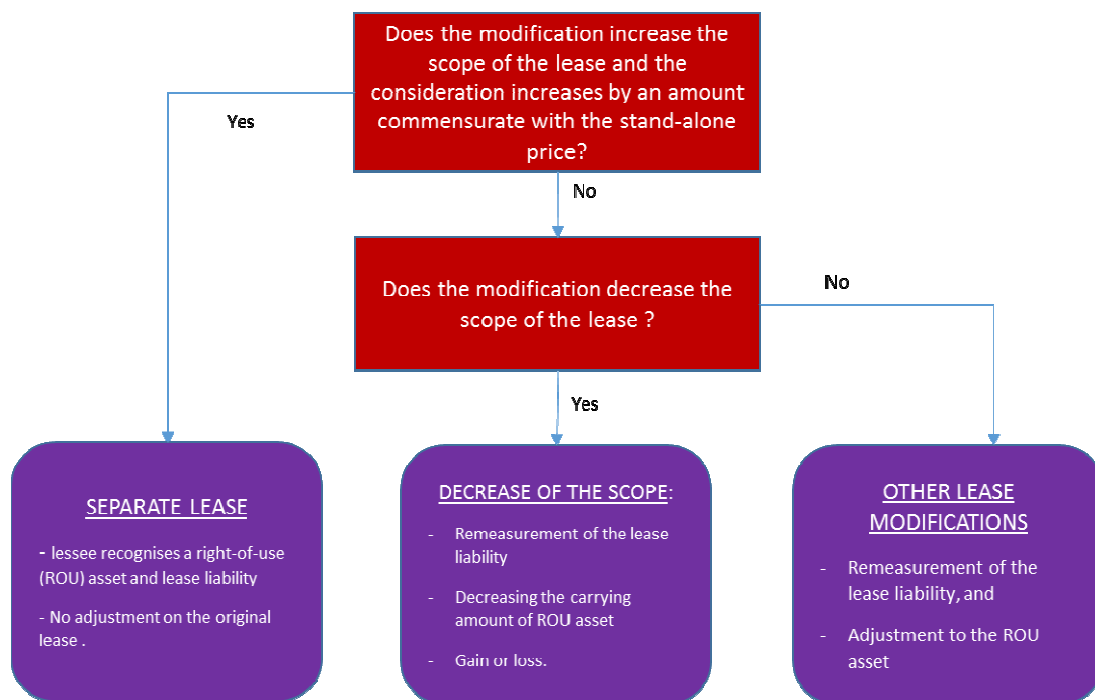 Does the modification increase the
scope of the lease and the
consideration increases by an amount
commensurate with the stand-alone
price?
Yes
No
Does the modification decrease the
scope of the lease ?
No
Yes
SEPARATE LEASE
- lessee recognises a right-of-use
(ROU) asset and lease liability
- No adjustment on the original
lease .
DECREASE OF THE SCOPE:
- Remeasurement of the lease
liability
- Decreasing the carrying
amount of ROU asset
- Gain or loss.
OTHER LEASE
MODIFICATIONS
- Remeasurement of the
lease liability, and
- Adjustment to the ROU
asset